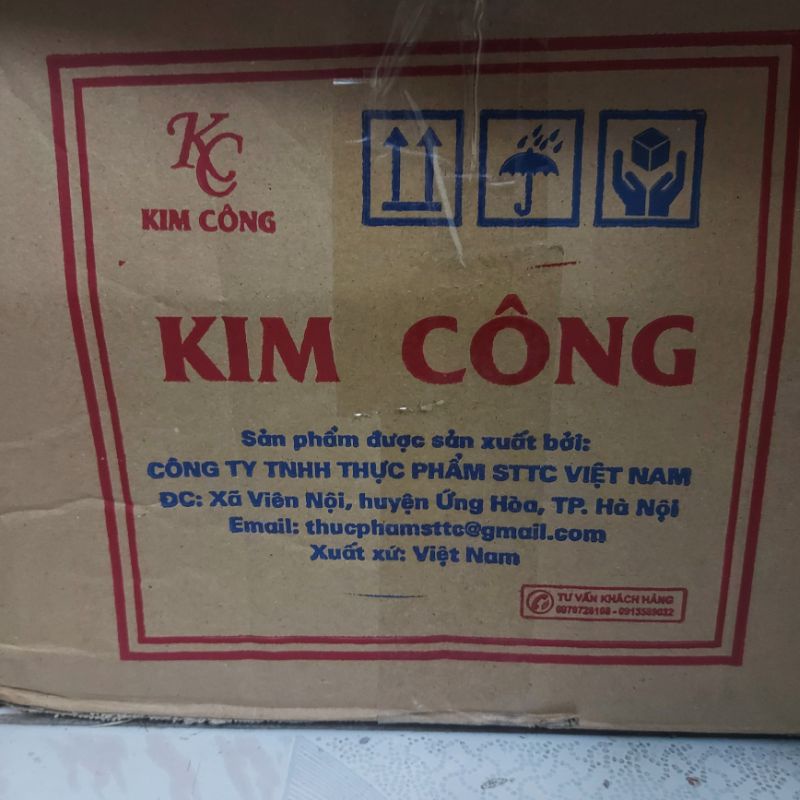 KC
KIM CÔNG
KIM CÔNG
Sản phẩm được sản xuất bởi:
CÔNG TY TNHH THỰC PHẨM STTC VIỆT NAM
ĐC: Xã Viên Nội, huyện Ứng Hòa, TP. Hà Nội
Email: thucphamsttc@gmail.com
Xuất xứ: Việt Nam
TƯ VẤN KHÁCH HÀNG
0979728108 - 0913589032